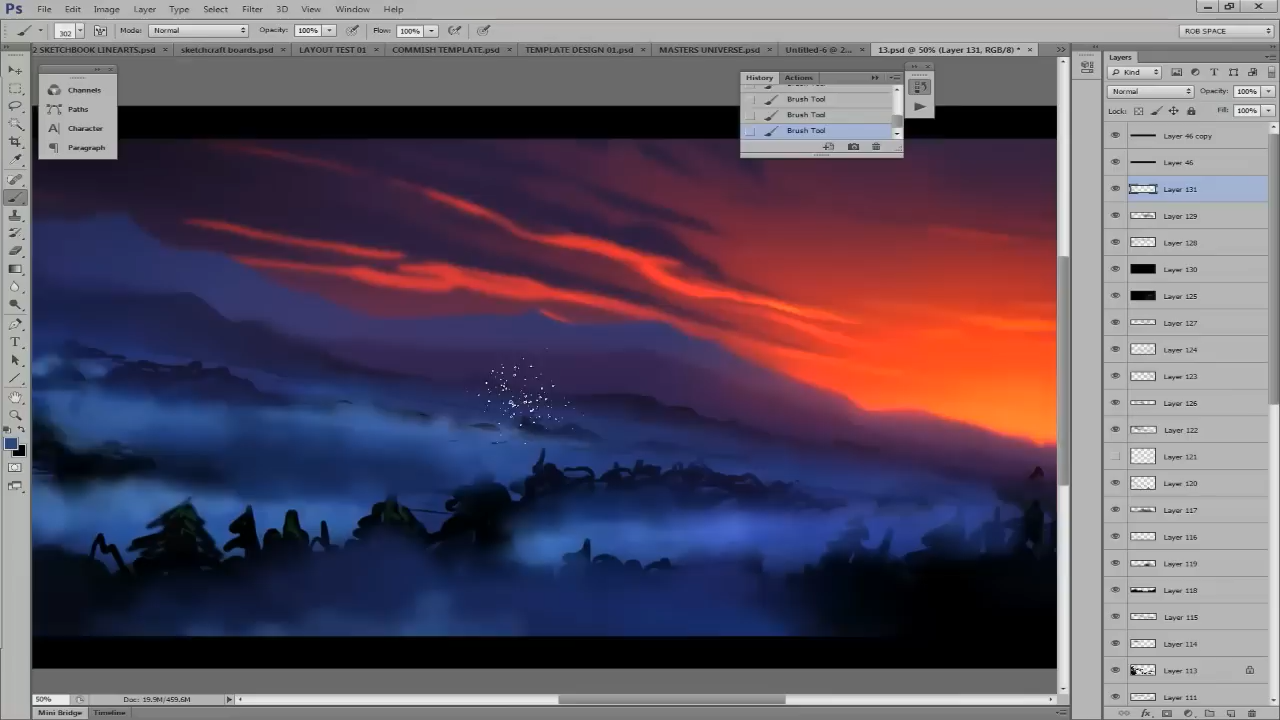 Ps File Edit Image Layer Type Select Filter 3D View Window Help
302 Mode: Normal Opacity: 100% Flow: 100% ROB SPACE
2 SKETCHBOOK LINEARTS.psd × sketchcraft boards.psd × LAYOUT TEST 01 × COMMISH TEMPLATE.psd × TEMPLATE DESIGN 01.psd × MASTERS UNIVERSE.psd × Untitled-6 @ 2... × 13.psd @ 50% (Layer 131, RGB/8) * ×
Channels
Paths
Character
Paragraph
History Actions
Brush Tool
Brush Tool
Brush Tool
Brush Tool
Layers
Kind
Normal Opacity: 100%
Lock: Fill: 100%
Layer 46 copy
Layer 46
Layer 131
Layer 129
Layer 128
Layer 130
Layer 125
Layer 127
Layer 124
Layer 123
Layer 126
Layer 122
Layer 121
Layer 120
Layer 117
Layer 116
Layer 119
Layer 118
Layer 115
Layer 114
Layer 113
Layer 111
50% Doc: 19.9M/459.6M
Mini Bridge Timeline